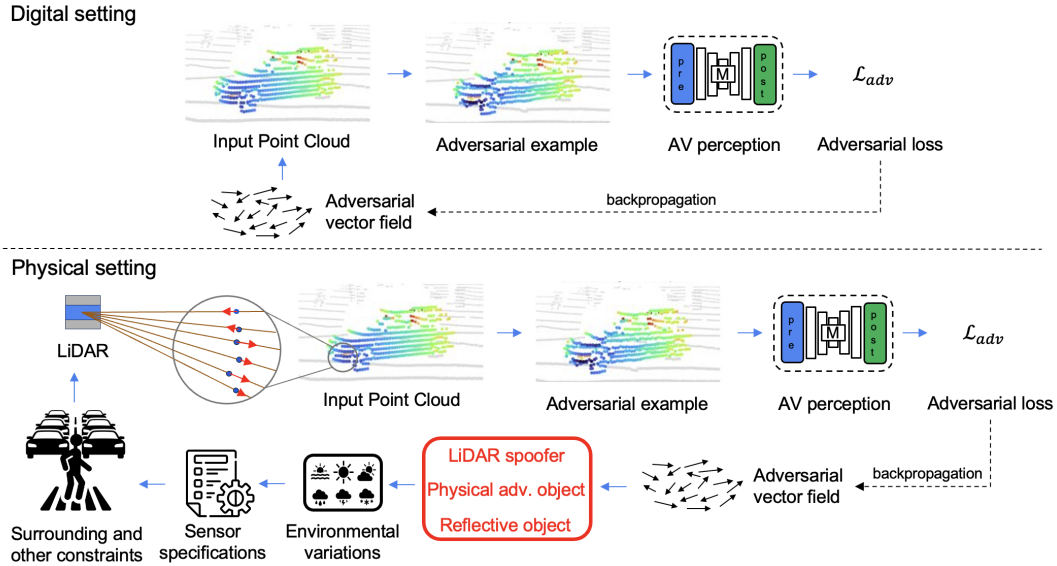 Digital setting
pre
M
post
ℒadv
Input Point Cloud
Adversarial example
AV perception
Adversarial loss
Adversarial
vector field
backpropagation
Physical setting
LiDAR
pre
M
post
ℒadv
Input Point Cloud
Adversarial example
AV perception
Adversarial loss
LiDAR spoofer
Physical adv. object
Reflective object
Adversarial
vector field
backpropagation
Surrounding and
other constraints
Sensor
specifications
Environmental
variations